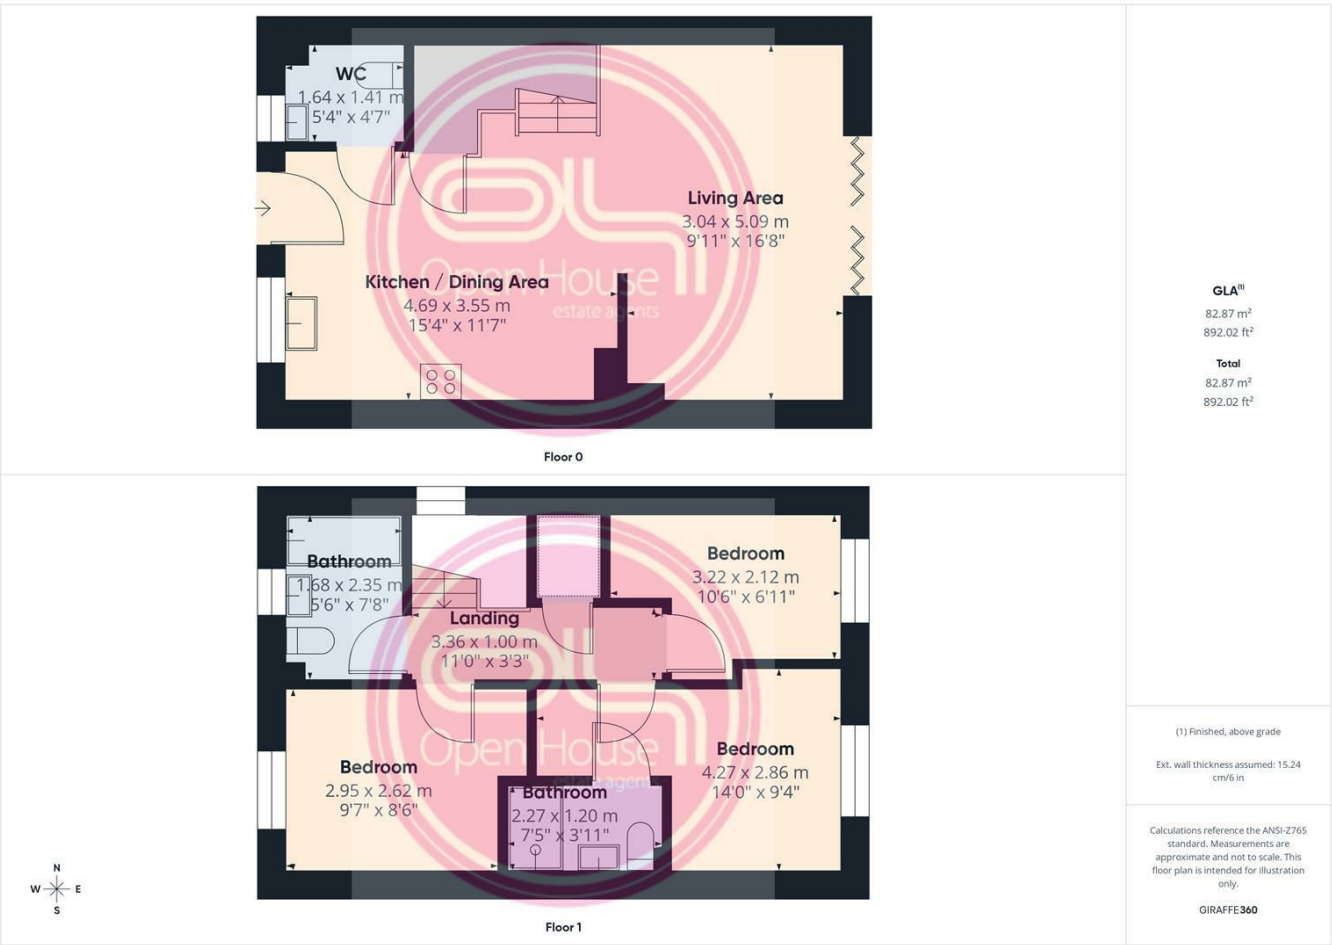 WC
1.64 x 1.41 m
5'4" x 4'7"
Living Area
3.04 x 5.09 m
9'11" x 16'8"
Kitchen / Dining Area
4.69 x 3.55 m
15'4" x 11'7"
Open House
estate agents
Floor 0
Bathroom
1.68 x 2.35 m
5'6" x 7'8"
Landing
3.36 x 1.00 m
11'0" x 3'3"
Bedroom
3.22 x 2.12 m
10'6" x 6'11"
Bedroom
2.95 x 2.62 m
9'7" x 8'6"
Bedroom
4.27 x 2.86 m
14'0" x 9'4"
Open House
estate agents
Bathroom
2.27 x 1.20 m
7'5" x 3'11"
Floor 1
N
W E
S
GLA(1)
82.87 m²
892.02 ft²
Total
82.87 m²
892.02 ft²
(1) Finished, above grade
Ext. wall thickness assumed: 15.24
cm/6 in
Calculations reference the ANSI-Z765
standard. Measurements are
approximate and not to scale. This
floor plan is intended for illustration
only.
GIRAFFE360